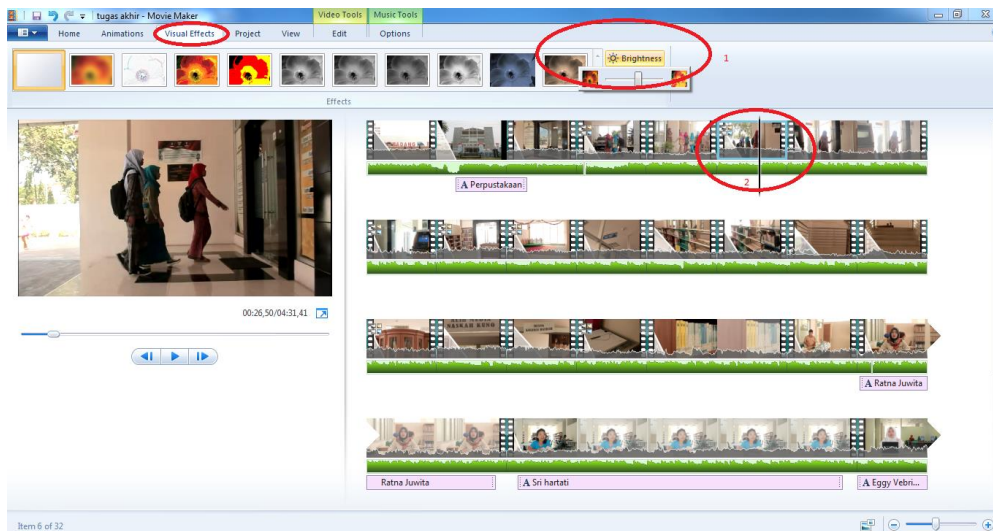 tugas akhir - Movie Maker
Video Tools
Music Tools
Home
Animations
Visual Effects
Project
View
Edit
Options
Brightness
1
Effects
2
A Perpustakaan
00:26,50/04:31,41
NASKAH KUNO
A Ratna Juwita
Ratna Juwita
A Sri hartati
A Eggy Vebri...
Item 6 of 32